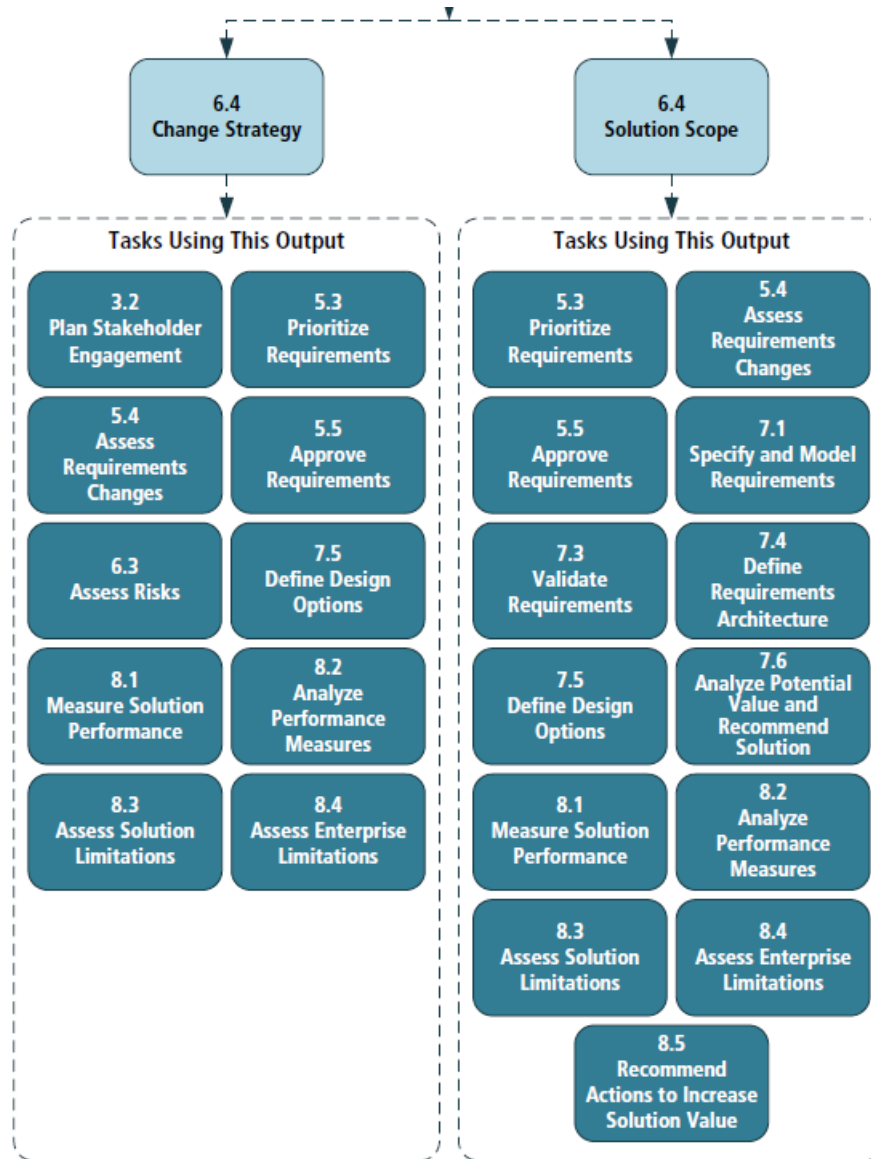 6.4
Change Strategy
6.4
Solution Scope
Tasks Using This Output
3.2
Plan Stakeholder
Engagement
5.3
Prioritize
Requirements
5.4
Assess
Requirements
Changes
5.5
Approve
Requirements
6.3
Assess Risks
7.5
Define Design
Options
8.1
Measure Solution
Performance
8.2
Analyze
Performance
Measures
8.3
Assess Solution
Limitations
8.4
Assess Enterprise
Limitations
Tasks Using This Output
5.3
Prioritize
Requirements
5.4
Assess
Requirements
Changes
5.5
Approve
Requirements
7.1
Specify and Model
Requirements
7.3
Validate
Requirements
7.4
Define
Requirements
Architecture
7.5
Define Design
Options
7.6
Analyze Potential
Value and
Recommend
Solution
8.1
Measure Solution
Performance
8.2
Analyze
Performance
Measures
8.3
Assess Solution
Limitations
8.4
Assess Enterprise
Limitations
8.5
Recommend
Actions to Increase
Solution Value